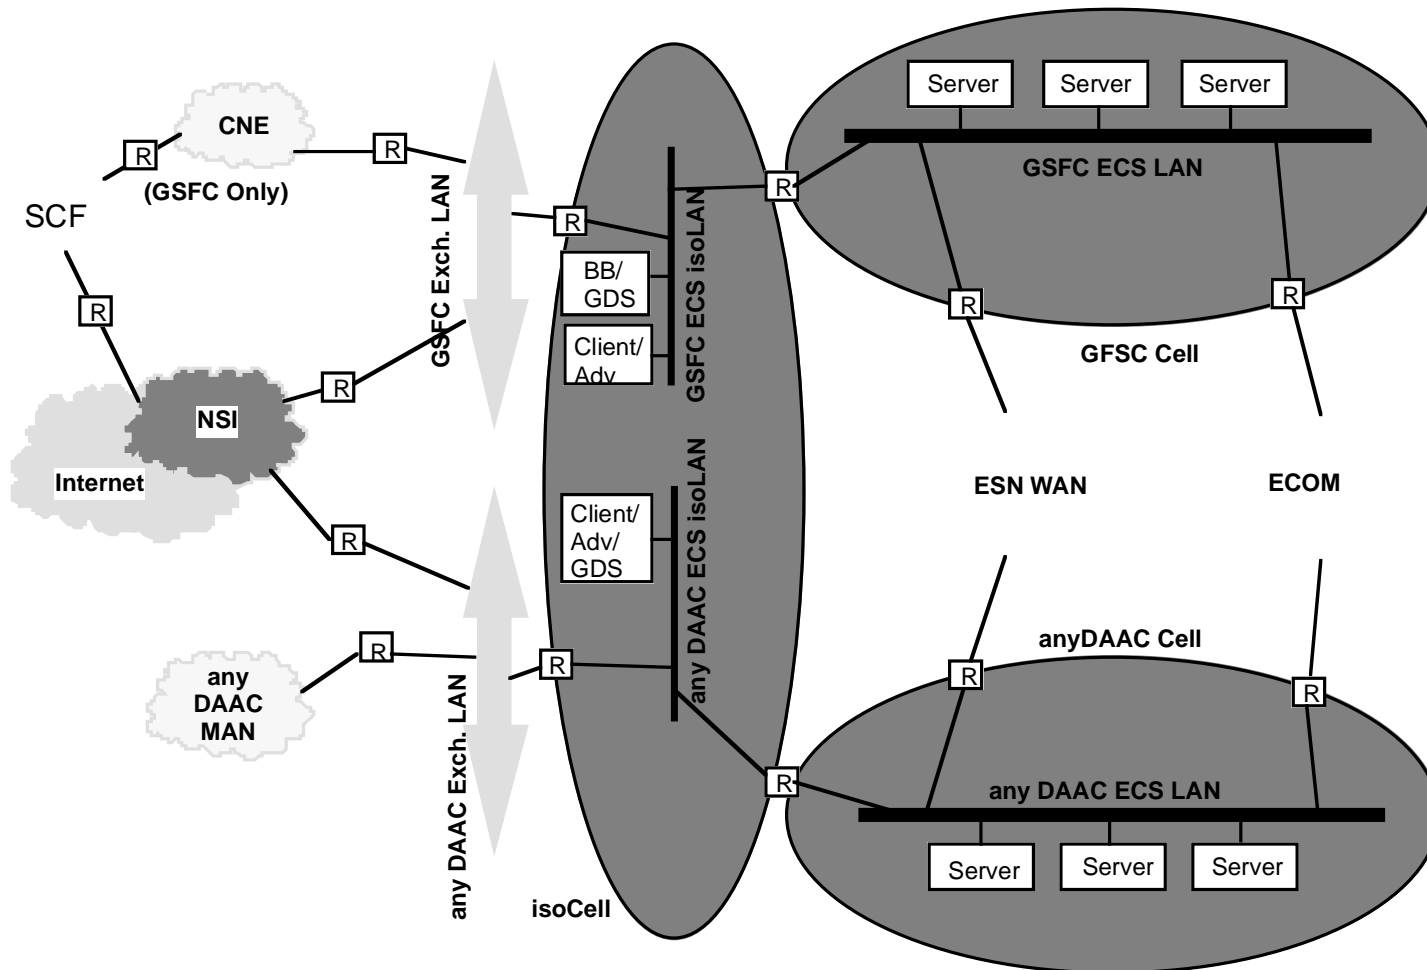 CNE
R
R
(GSFC Only)
SCF
R
GSFC Exch. LAN
R
NSI
Internet
R
R
any
DAAC
MAN
any DAAC Exch. LAN
R
BB/
GDS
Client/
Adv
GSFC ECS isoLAN
Client/
Adv/
GDS
any DAAC ECS isoLAN
R
isoCell
R
R
Server
Server
Server
GSFC ECS LAN
R
R
GFSC Cell
ESN WAN
ECOM
anyDAAC Cell
R
R
any DAAC ECS LAN
Server
Server
Server